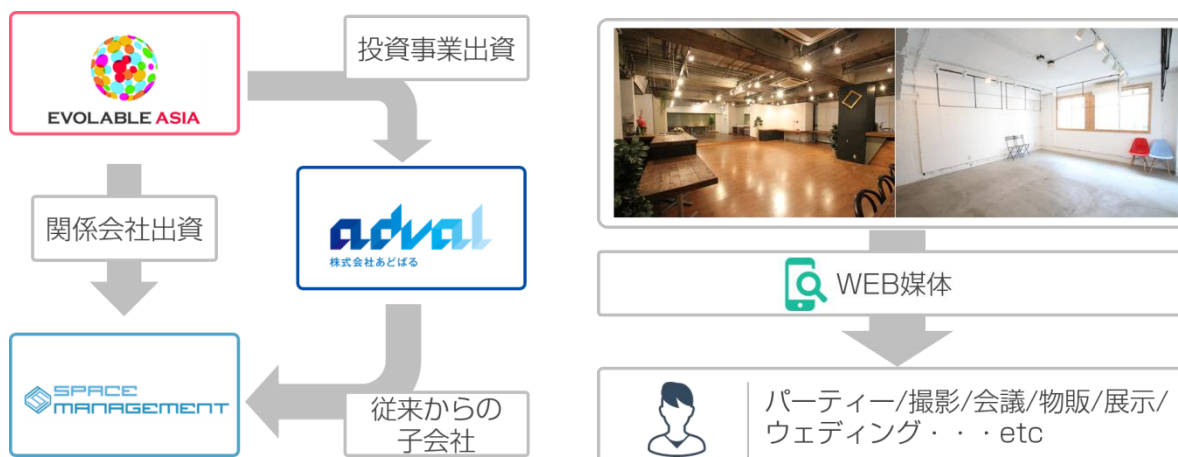 EVOLABLE ASIA
投資事業出資
関係会社出資
adval
株式会社あどばる
SPACE
MANAGEMENT
従来からの
子会社
WEB媒体
パーティー/撮影/会議/物販/展示/
ウェディング・・・etc